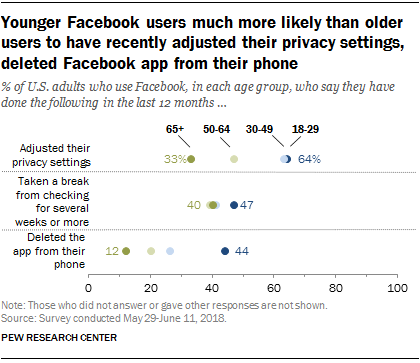 Younger Facebook users much more likely than older
users to have recently adjusted their privacy settings,
deleted Facebook app from their phone
% of U.S. adults who use Facebook, in each age group, who say they have
done the following in the last 12 months ...
65+ 50-64 30-49 18-29
Adjusted their
privacy settings
33% 64%
Taken a break
from checking
for several
weeks or more
40 47
Deleted the
app from their
phone
12 44
0 20 40 60 80 100
Note: Those who did not answer or gave other responses are not shown.
Source: Survey conducted May 29-June 11, 2018.
PEW RESEARCH CENTER